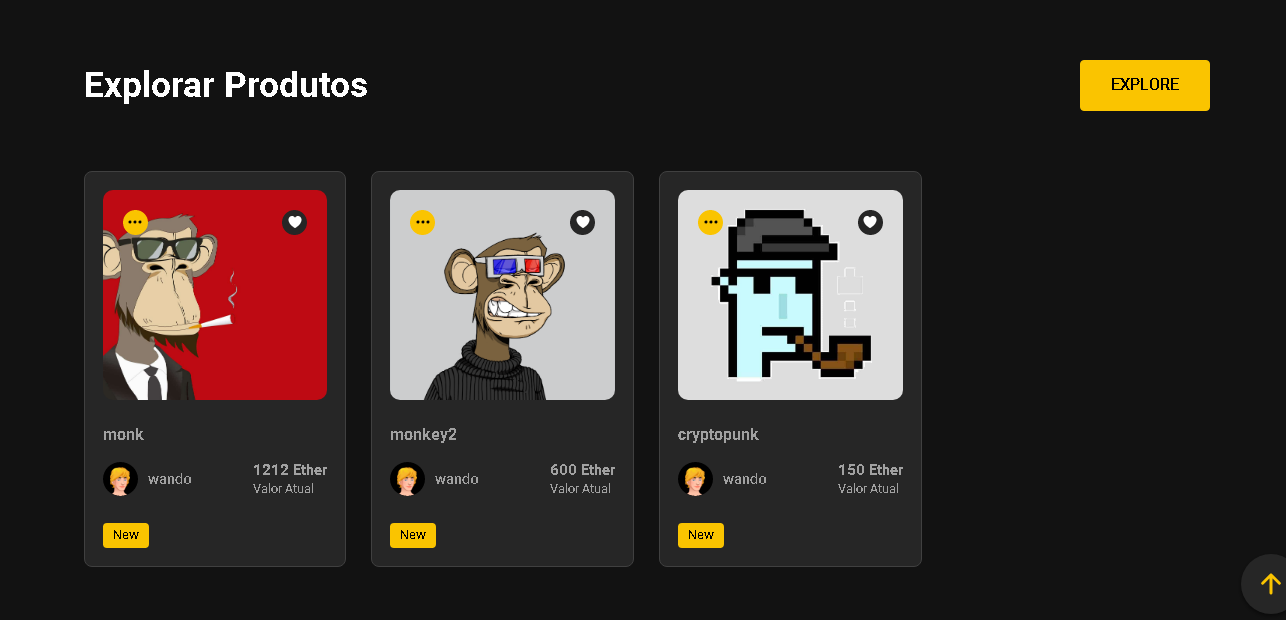 Explorar Produtos
EXPLORE
monk
wando
1212 Ether
Valor Atual
New
monkey2
wando
600 Ether
Valor Atual
New
cryptopunk
wando
150 Ether
Valor Atual
New